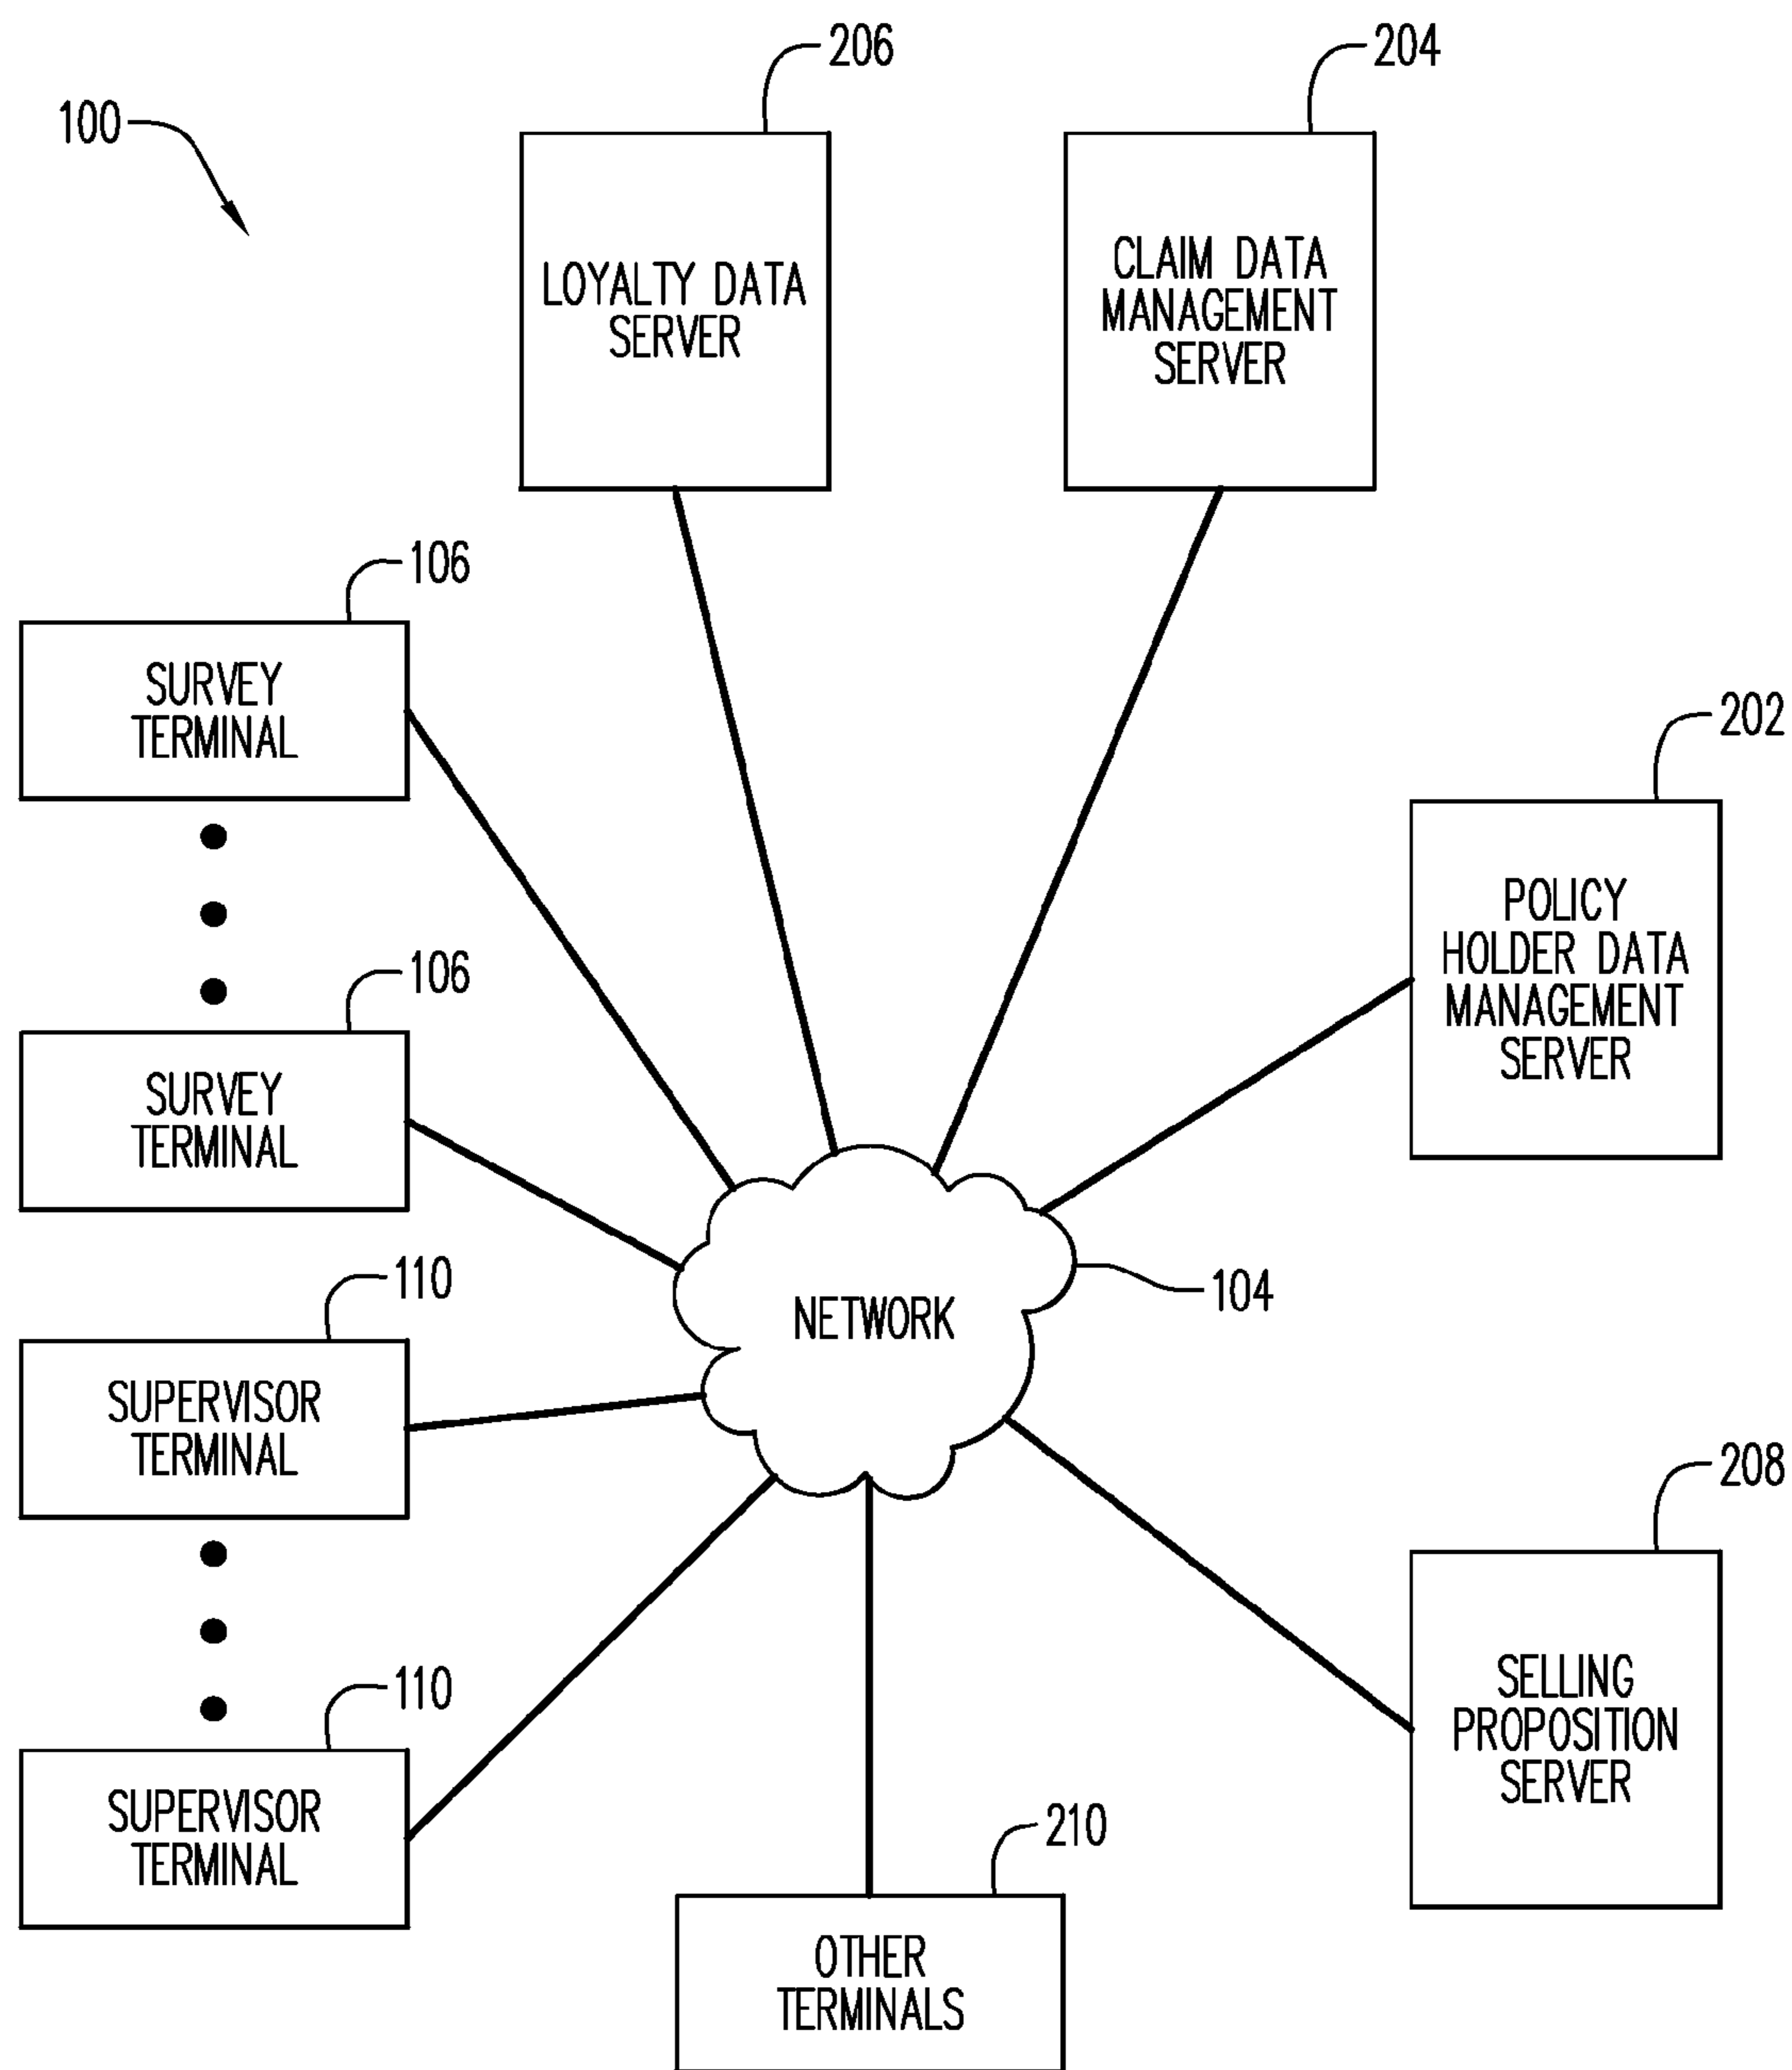 206
204
100
LOYALTY DATA
SERVER
CLAIM DATA
MANAGEMENT
SERVER
106
SURVEY
TERMINAL
202
POLICY
HOLDER DATA
MANAGEMENT
SERVER
106
SURVEY
TERMINAL
110
104
NETWORK
SUPERVISOR
TERMINAL
208
SELLING
PROPOSITION
SERVER
110
SUPERVISOR
TERMINAL
210
OTHER
TERMINALS